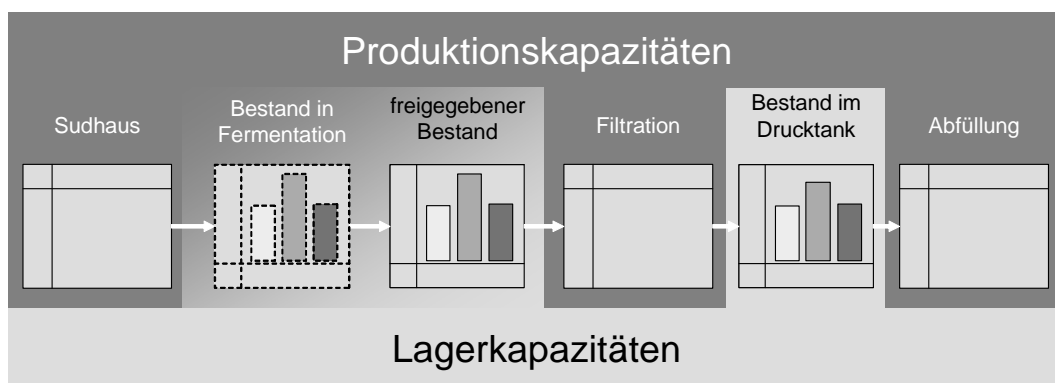 Produktionskapazitäten
Sudhaus
Bestand in
Fermentation
freigegebener
Bestand
Filtration
Bestand im
Drucktank
Abfüllung
Lagerkapazitäten